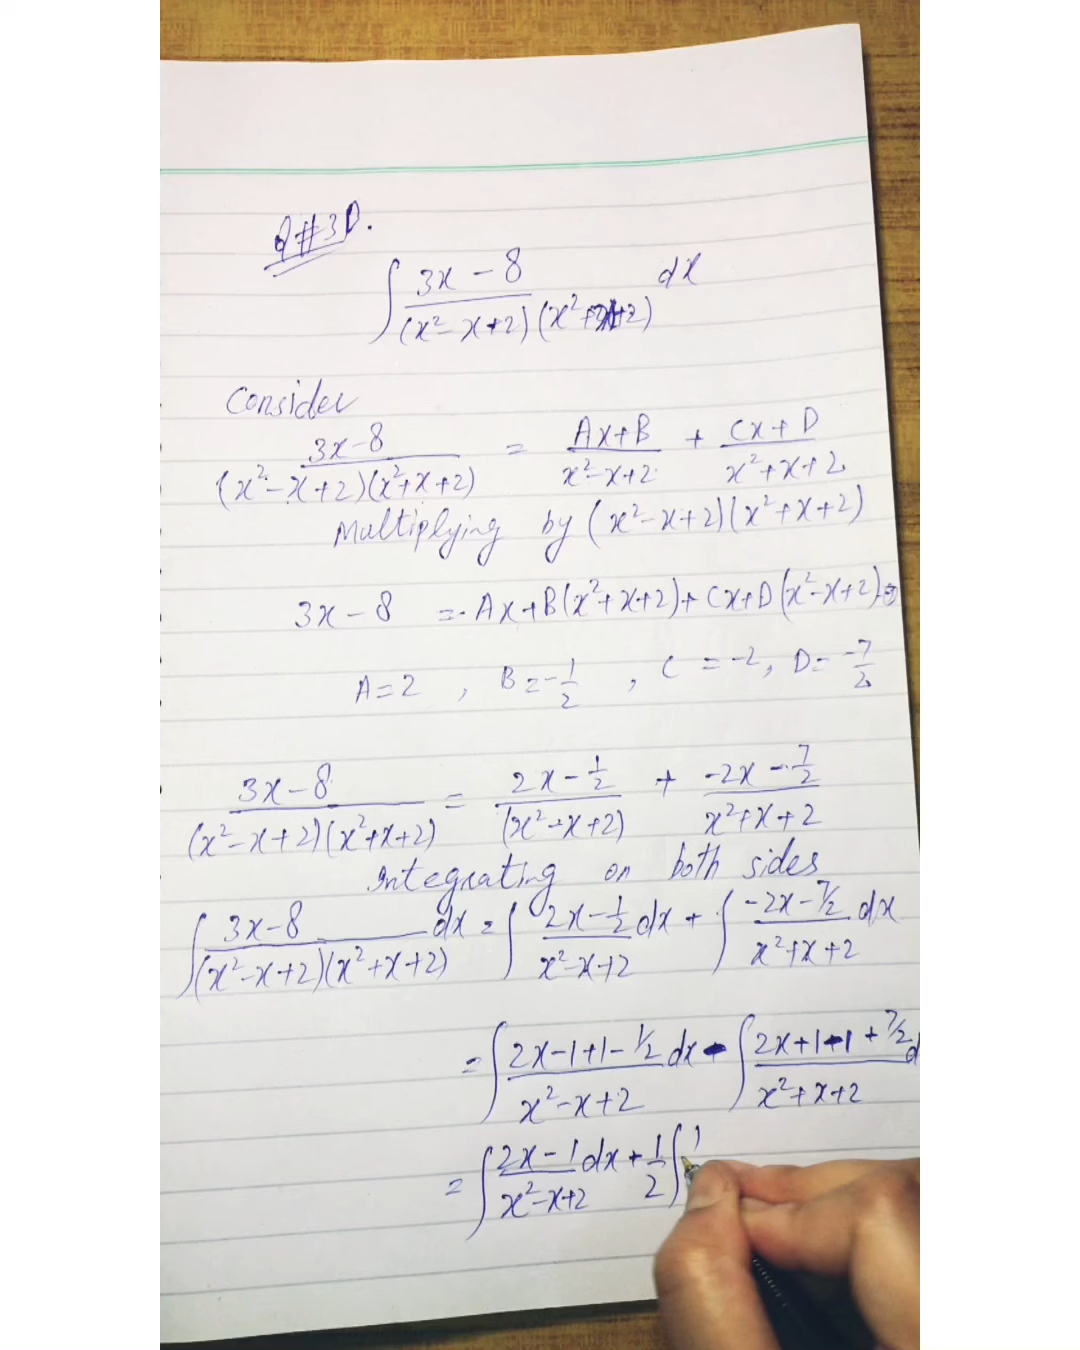 Q#3D.
∫ 3x - 8 / (x² - x+2) (x² + x+2) dx
Consider
3x-8 / (x²-x+2)(x²+x+2) = Ax+B / x²-x+2 + Cx+D / x²+x+2
Multiplying by (x²-x+2)(x²+x+2)
3x-8 = Ax+B(x²+x+2)+Cx+D(x²-x+2)
A=2 , B=-1/2 , C =-2, D=-7/2
3x-8 / (x²-x+2)(x²+x+2) = 2x-1/2 / (x²-x+2) + -2x-7/2 / x²+x+2
Integrating on both sides
∫ 3x-8 / (x²-x+2)(x²+x+2) dx = ∫ 2x-1/2 / x²-x+2 dx + ∫ -2x-7/2 / x²+x+2 dx
= ∫ 2x-1+1-1/2 / x²-x+2 dx - ∫ 2x+1-1+7/2 / x²+x+2 d
= ∫ 2x-1 / x²-x+2 dx + 1/2 ∫ 1